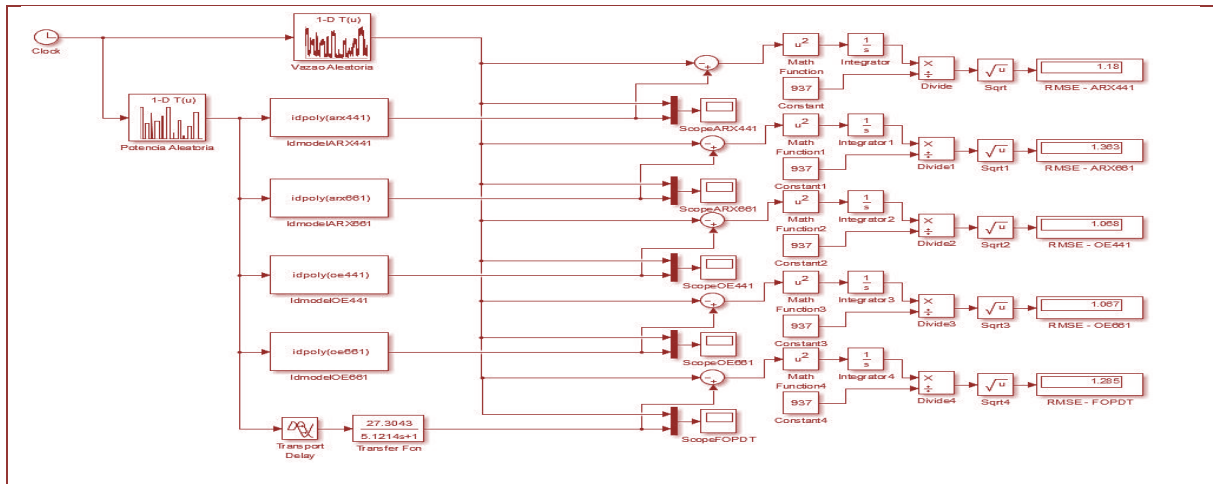 1-D T(u)
Clock
Vazao Aleatoria
1-D T(u)
Potencia Aleatoria
idpoly(arx441)
IdmodelARX441
idpoly(arx661)
IdmodelARX661
idpoly(oe441)
IdmodelOE441
idpoly(oe661)
IdmodelOE661
Transport
Delay
27.3043
5.1214s+1
Transfer Fcn
ScopeARX441
ScopeARX661
ScopeOE441
ScopeOE661
ScopeFOPDT
u²
Math
Function
1
s
Integrator
937
Constant
×
÷
Divide
√u
Sqrt
1.18
RMSE - ARX441
u²
Math
Function1
1
s
Integrator1
937
Constant1
×
÷
Divide1
√u
Sqrt1
1.363
RMSE - ARX661
u²
Math
Function2
1
s
Integrator2
937
Constant2
×
÷
Divide2
√u
Sqrt2
1.068
RMSE - OE441
u²
Math
Function3
1
s
Integrator3
937
Constant3
×
÷
Divide3
√u
Sqrt3
1.067
RMSE - OE661
u²
Math
Function4
1
s
Integrator4
937
Constant4
×
÷
Divide4
√u
Sqrt4
1.285
RMSE - FOPDT